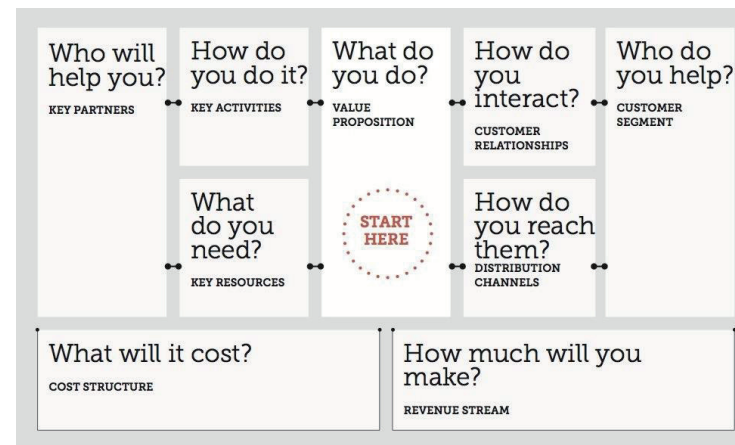 Who will
help you?
KEY PARTNERS
How do
you do it?
KEY ACTIVITIES
What
do you
need?
KEY RESOURCES
What do
you do?
VALUE
PROPOSITION
START
HERE
How do
you
interact?
CUSTOMER
RELATIONSHIPS
How do
you reach
them?
DISTRIBUTION
CHANNELS
Who do
you help?
CUSTOMER
SEGMENT
What will it cost?
COST STRUCTURE
How much will you
make?
REVENUE STREAM